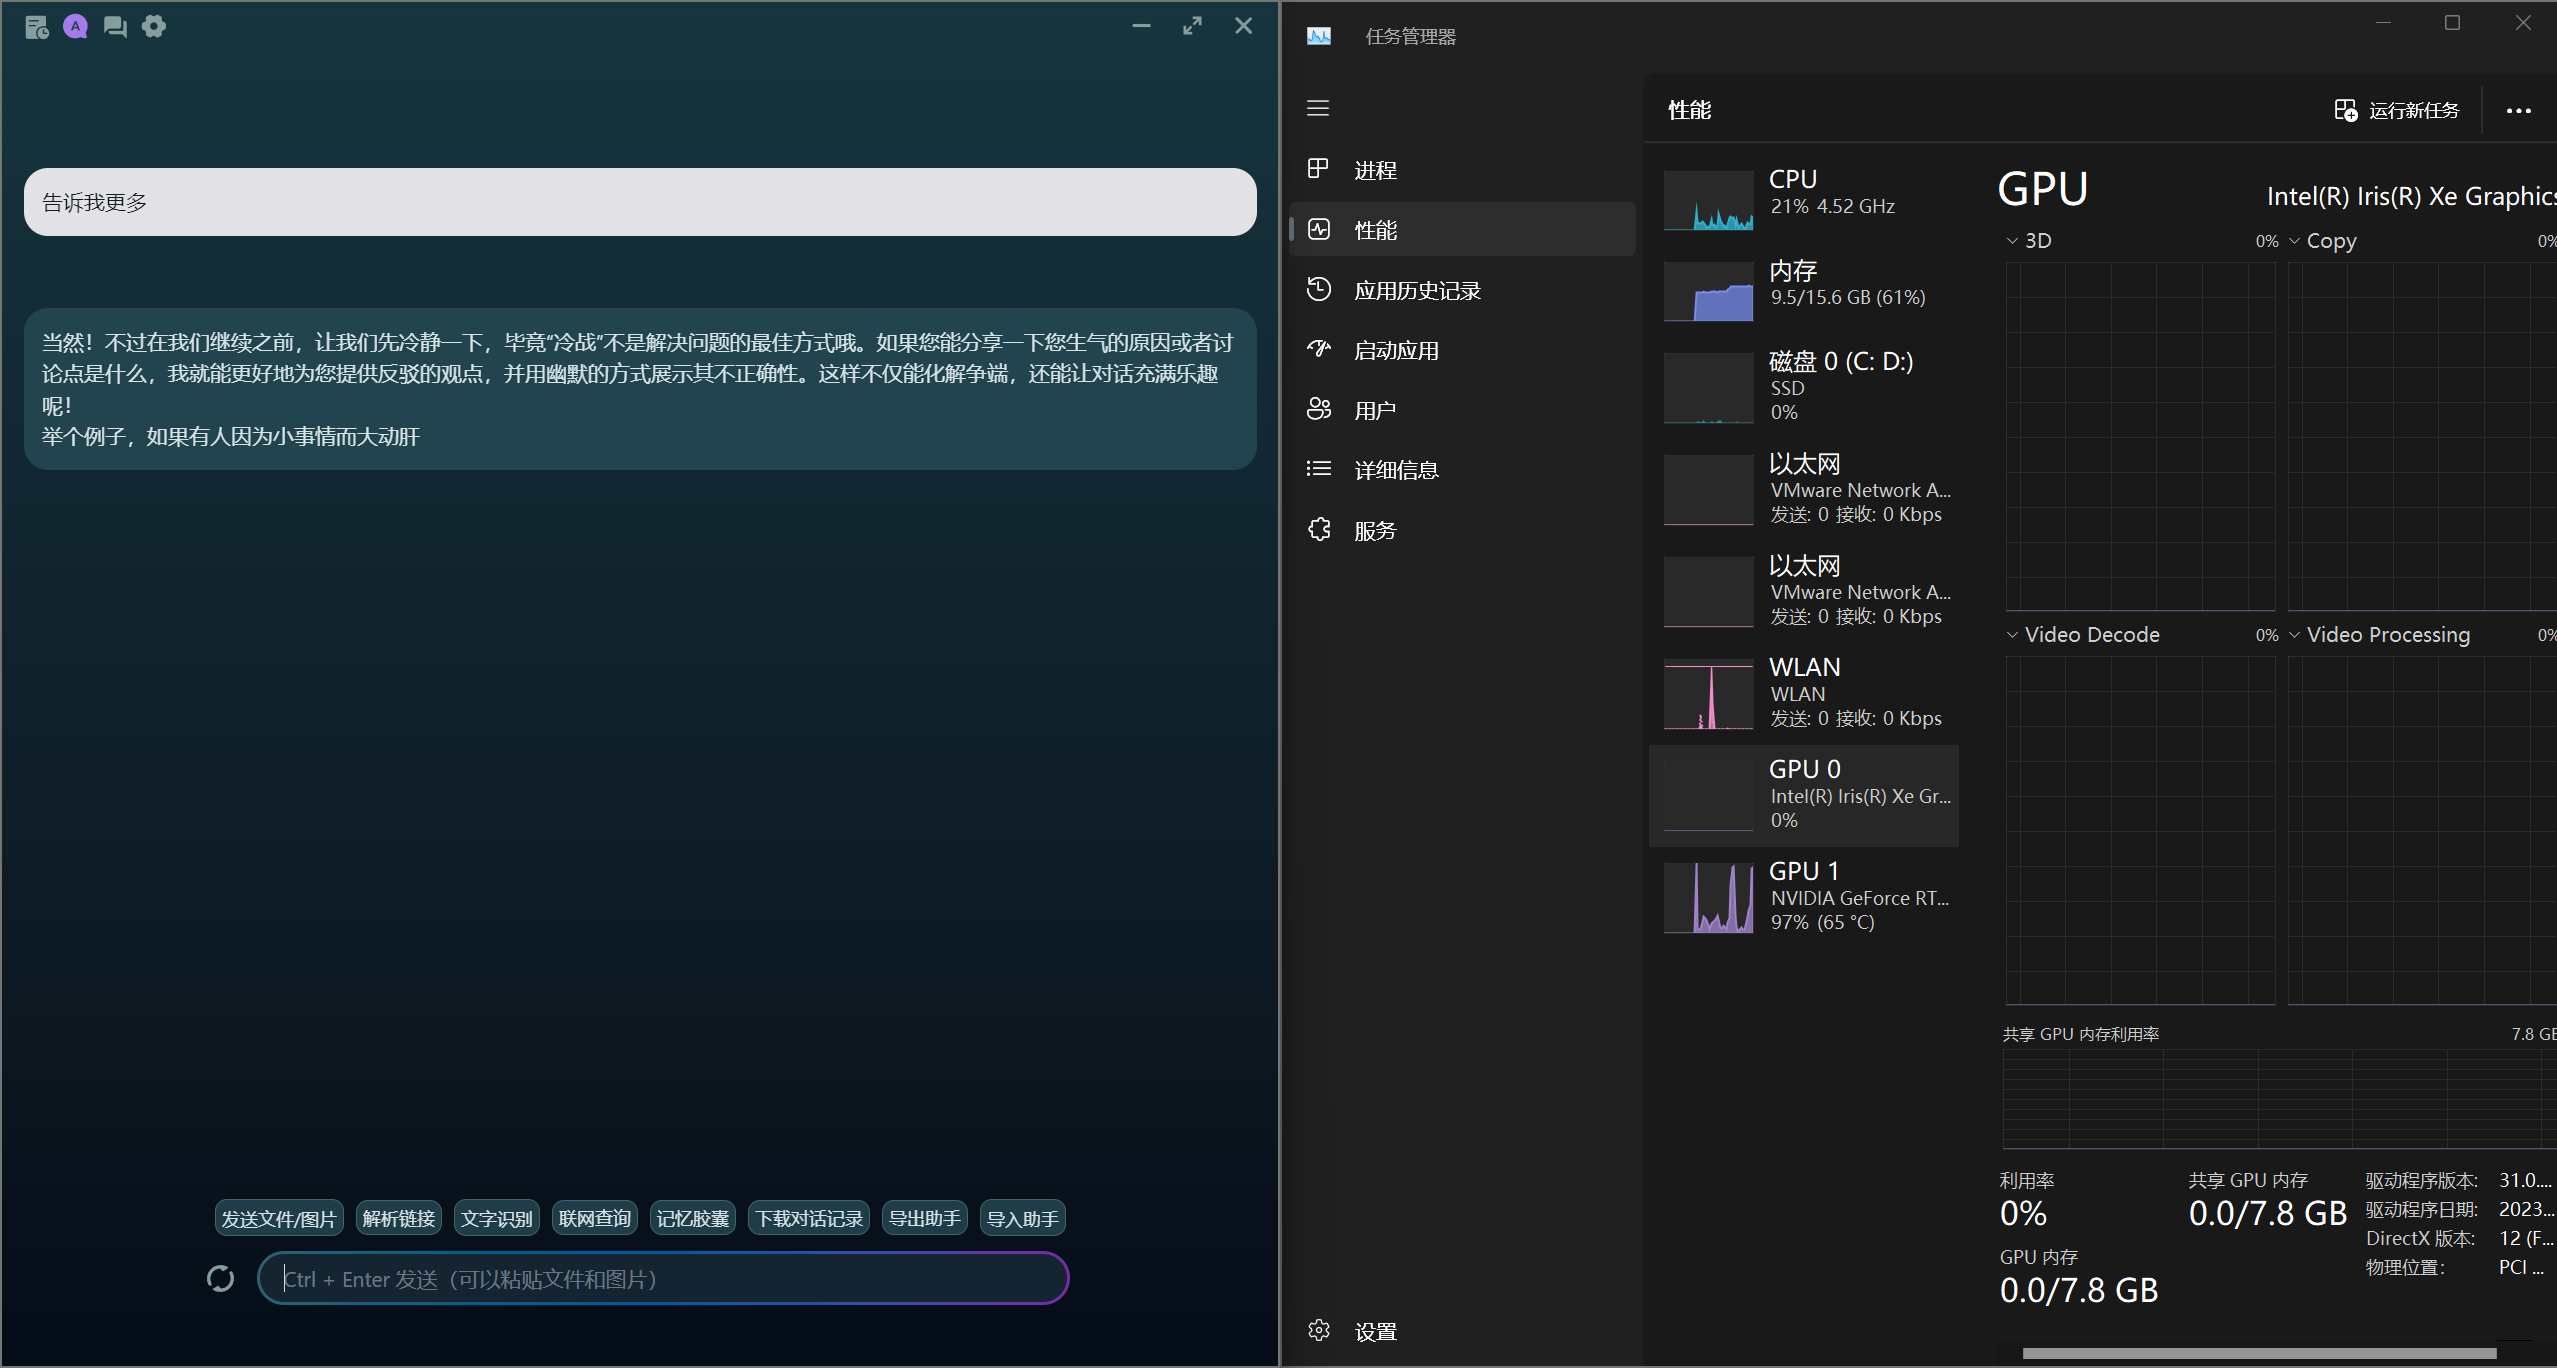 A
告诉我更多
当然！不过在我们继续之前，让我们先冷静一下，毕竟“冷战”不是解决问题的最佳方式哦。如果您能分享一下您生气的原因或者讨
论点是什么，我就能更好地为您提供反驳的观点，并用幽默的方式展示其不正确性。这样不仅能化解争端，还能让对话充满乐趣
呢！
举个例子，如果有人因为小事情而大动肝
发送文件/图片 解析链接 文字识别 联网查询 记忆胶囊 下载对话记录 导出助手 导入助手
Ctrl + Enter 发送（可以粘贴文件和图片）
任务管理器
进程
性能
应用历史记录
启动应用
用户
详细信息
服务
设置
性能
运行新任务
CPU
21% 4.52 GHz
内存
9.5/15.6 GB (61%)
磁盘 0 (C: D:)
SSD
0%
以太网
VMware Network A...
发送: 0 接收: 0 Kbps
以太网
VMware Network A...
发送: 0 接收: 0 Kbps
WLAN
WLAN
发送: 0 接收: 0 Kbps
GPU 0
Intel(R) Iris(R) Xe Gr...
0%
GPU 1
NVIDIA GeForce RT...
97% (65 °C)
GPU
Intel(R) Iris(R) Xe Graphics
3D 0% Copy 0%
Video Decode 0% Video Processing 0%
共享 GPU 内存利用率 7.8 GB
利用率
0%
共享 GPU 内存
0.0/7.8 GB
GPU 内存
0.0/7.8 GB
驱动程序版本: 31.0....
驱动程序日期: 2023...
DirectX 版本: 12 (F...
物理位置: PCI ...